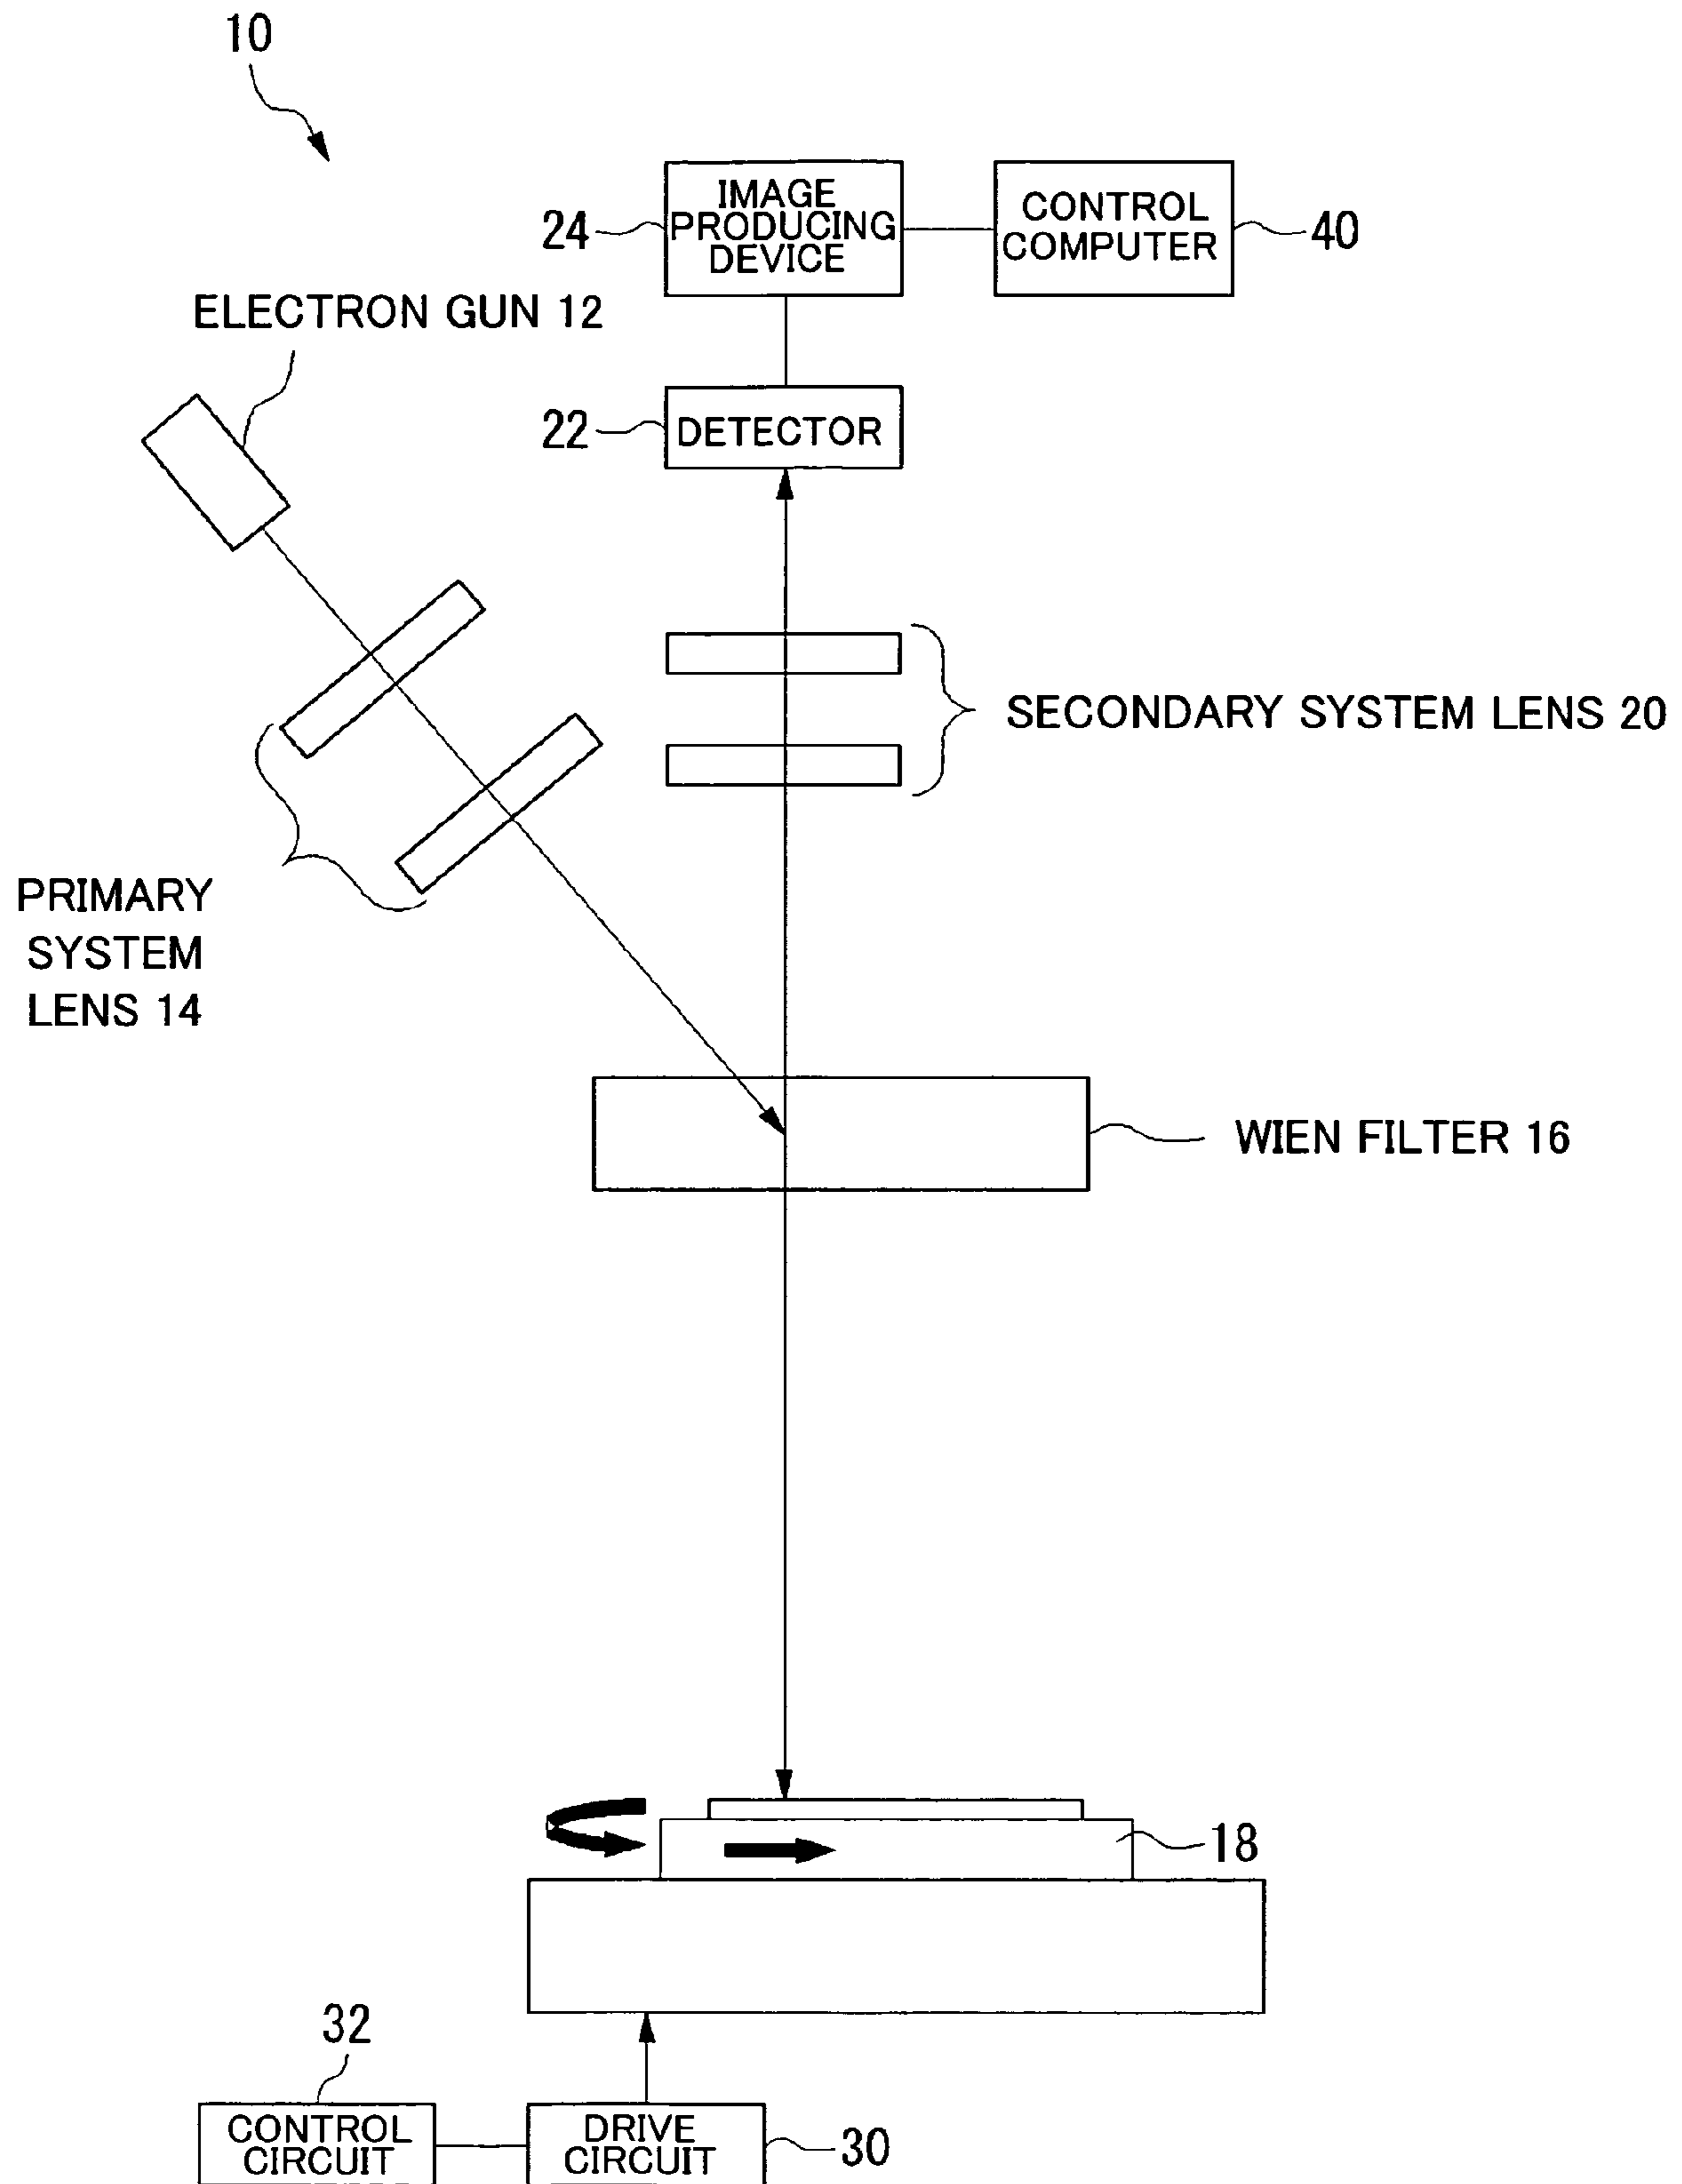 10
IMAGE
PRODUCING
DEVICE
24
CONTROL
COMPUTER
40
ELECTRON GUN 12
22
DETECTOR
SECONDARY SYSTEM LENS 20
PRIMARY
SYSTEM
LENS 14
WIEN FILTER 16
18
32
CONTROL
CIRCUIT
DRIVE
CIRCUIT
30